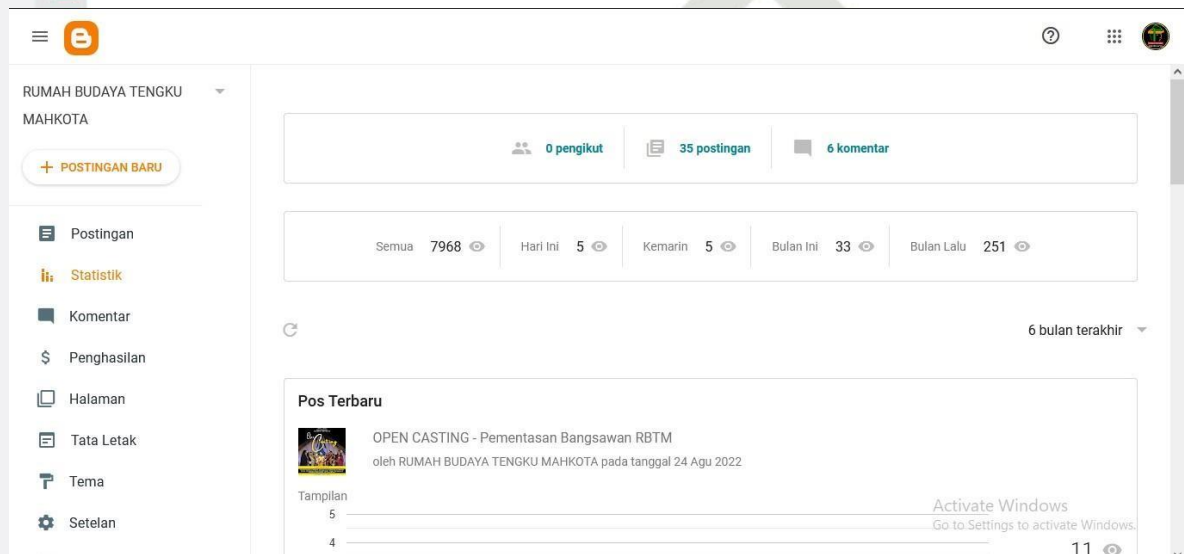 RUMAH BUDAYA TENGKU
MAHKOTA
+ POSTINGAN BARU
Postingan
Statistik
Komentar
Penghasilan
Halaman
Tata Letak
Tema
Setelan
0 pengikut 35 postingan 6 komentar
Semua 7968 Hari Ini 5 Kemarin 5 Bulan Ini 33 Bulan Lalu 251
6 bulan terakhir
Pos Terbaru
OPEN CASTING - Pementasan Bangsawan RBTM
oleh RUMAH BUDAYA TENGKU MAHKOTA pada tanggal 24 Agu 2022
Tampilan
5
4
11
Activate Windows
Go to Settings to activate Windows.